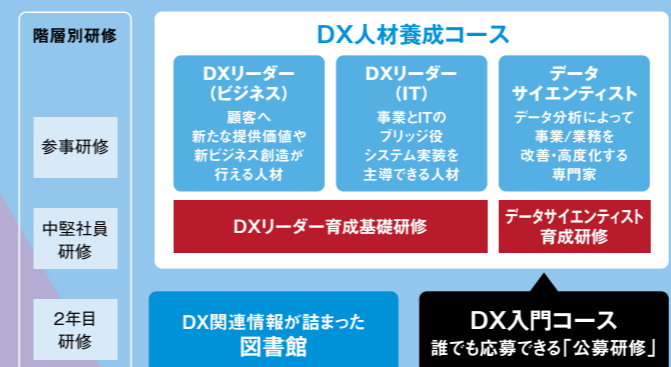 階層別研修
参事研修
中堅社員
研修
2年目
研修
DX人材養成コース
DXリーダー
（ビジネス）
顧客へ
新たな提供価値や
新ビジネス創造が
行える人材
DXリーダー
（IT）
事業とITの
ブリッジ役
システム実装を
主導できる人材
データ
サイエンティスト
データ分析によって
事業/業務を
改善・高度化する
専門家
DXリーダー育成基礎研修
データサイエンティスト
育成研修
DX関連情報が詰まった
図書館
DX入門コース
誰でも応募できる「公募研修」